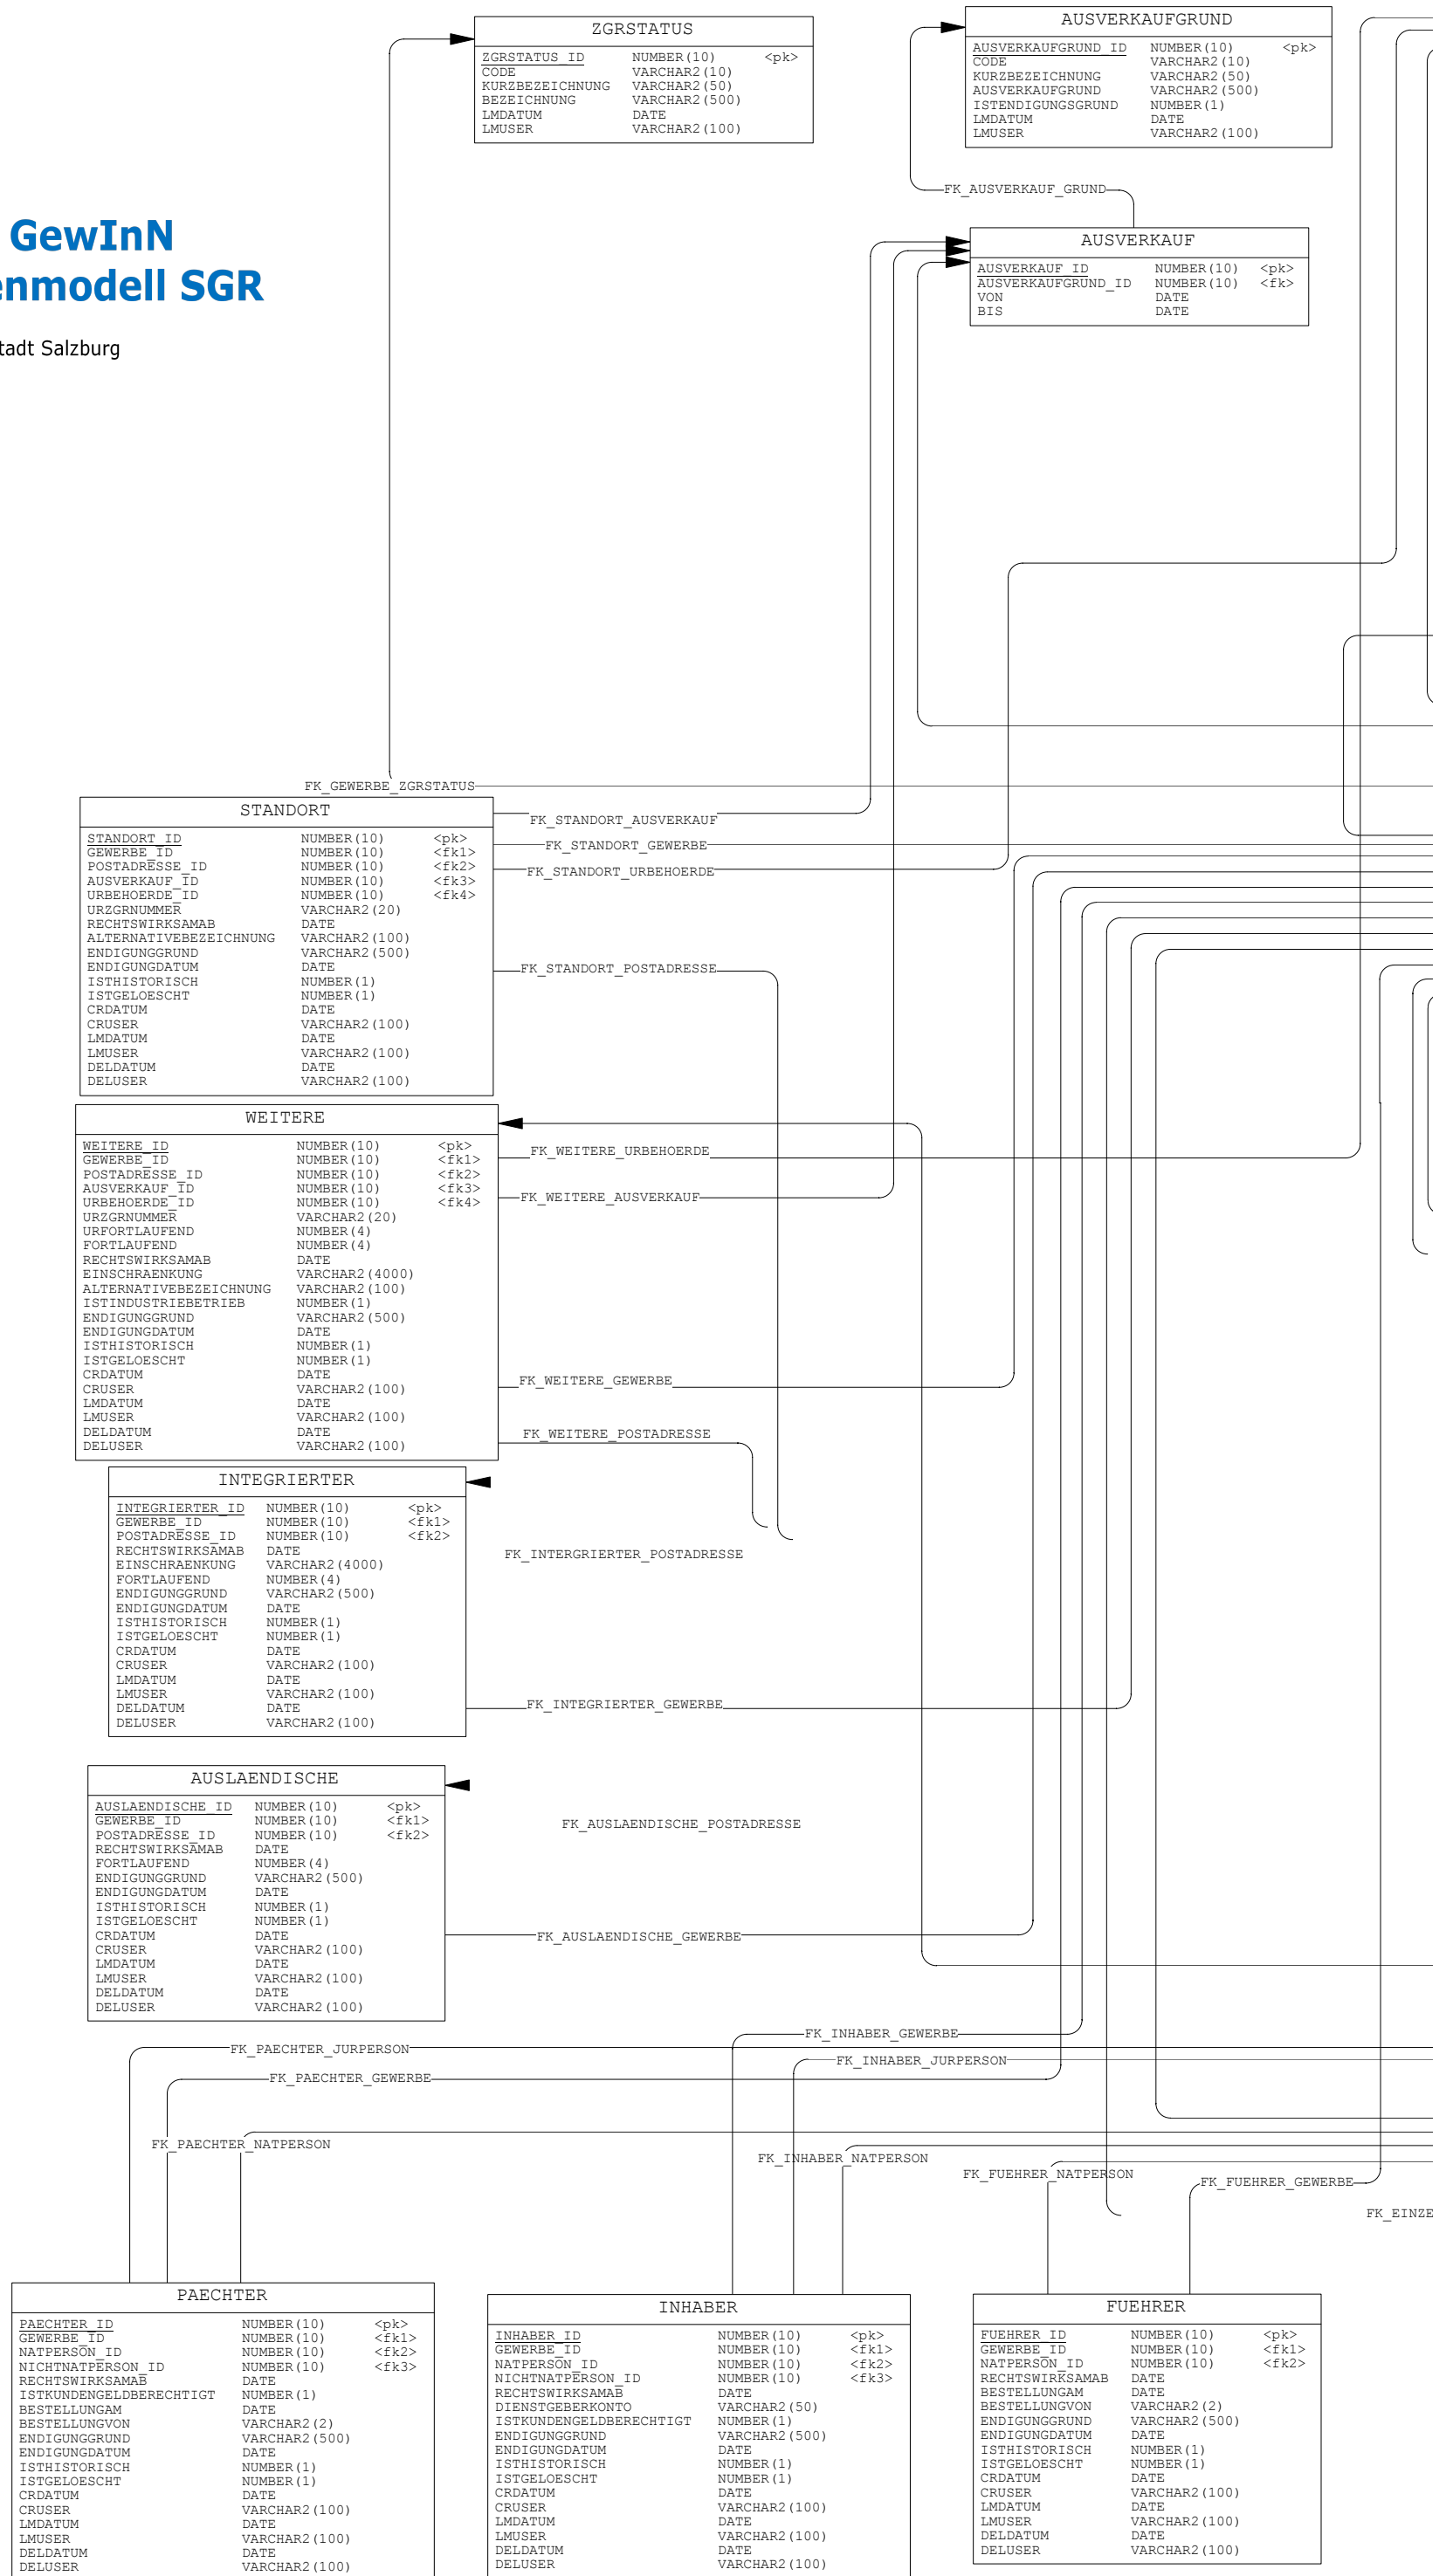 ZGRSTATUS
ZGRSTATUS_ID NUMBER(10) <pk>
CODE VARCHAR2(10)
KURZBEZEICHNUNG VARCHAR2(50)
BEZEICHNUNG VARCHAR2(500)
LMDATUM DATE
LMUSER VARCHAR2(100)
AUSVERKAUFGRUND
AUSVERKAUFGRUND_ID NUMBER(10) <pk>
CODE VARCHAR2(10)
KURZBEZEICHNUNG VARCHAR2(50)
AUSVERKAUFGRUND VARCHAR2(500)
ISTENDIGUNGSGRUND NUMBER(1)
LMDATUM DATE
LMUSER VARCHAR2(100)
FK_AUSVERKAUF_GRUND
GewInN
enmodell SGR
tadt Salzburg
AUSVERKAUF
AUSVERKAUF_ID NUMBER(10) <pk>
AUSVERKAUFGRUND_ID NUMBER(10) <fk>
VON DATE
BIS DATE
FK_GEWERBE_ZGRSTATUS
STANDORT
STANDORT_ID NUMBER(10) <pk>
GEWERBE_ID NUMBER(10) <fk1>
POSTADRESSE_ID NUMBER(10) <fk2>
AUSVERKAUF_ID NUMBER(10) <fk3>
URBEHOERDE_ID NUMBER(10) <fk4>
URZGRNUMMER VARCHAR2(20)
RECHTSWIRKSAMAB DATE
ALTERNATIVEBEZEICHNUNG VARCHAR2(100)
ENDIGUNGGRUND VARCHAR2(500)
ENDIGUNGDATUM DATE
ISTHISTORISCH NUMBER(1)
ISTGELOESCHT NUMBER(1)
CRDATUM DATE
CRUSER VARCHAR2(100)
LMDATUM DATE
LMUSER VARCHAR2(100)
DELDATUM DATE
DELUSER VARCHAR2(100)
FK_STANDORT_AUSVERKAUF
FK_STANDORT_GEWERBE
FK_STANDORT_URBEHOERDE
FK_STANDORT_POSTADRESSE
WEITERE
WEITERE_ID NUMBER(10) <pk>
GEWERBE_ID NUMBER(10) <fk1>
POSTADRESSE_ID NUMBER(10) <fk2>
AUSVERKAUF_ID NUMBER(10) <fk3>
URBEHOERDE_ID NUMBER(10) <fk4>
URZGRNUMMER VARCHAR2(20)
URFORTLAUFEND NUMBER(4)
FORTLAUFEND NUMBER(4)
RECHTSWIRKSAMAB DATE
EINSCHRAENKUNG VARCHAR2(4000)
ALTERNATIVEBEZEICHNUNG VARCHAR2(100)
ISTINDUSTRIEBETRIEB NUMBER(1)
ENDIGUNGGRUND VARCHAR2(500)
ENDIGUNGDATUM DATE
ISTHISTORISCH NUMBER(1)
ISTGELOESCHT NUMBER(1)
CRDATUM DATE
CRUSER VARCHAR2(100)
LMDATUM DATE
LMUSER VARCHAR2(100)
DELDATUM DATE
DELUSER VARCHAR2(100)
FK_WEITERE_URBEHOERDE
FK_WEITERE_AUSVERKAUF
FK_WEITERE_GEWERBE
FK_WEITERE_POSTADRESSE
INTEGRIERTER
INTEGRIERTER_ID NUMBER(10) <pk>
GEWERBE_ID NUMBER(10) <fk1>
POSTADRESSE_ID NUMBER(10) <fk2>
RECHTSWIRKSAMAB DATE
EINSCHRAENKUNG VARCHAR2(4000)
FORTLAUFEND NUMBER(4)
ENDIGUNGGRUND VARCHAR2(500)
ENDIGUNGDATUM DATE
ISTHISTORISCH NUMBER(1)
ISTGELOESCHT NUMBER(1)
CRDATUM DATE
CRUSER VARCHAR2(100)
LMDATUM DATE
LMUSER VARCHAR2(100)
DELDATUM DATE
DELUSER VARCHAR2(100)
FK_INTERGRIERTER_POSTADRESSE
FK_INTEGRIERTER_GEWERBE
AUSLAENDISCHE
AUSLAENDISCHE_ID NUMBER(10) <pk>
GEWERBE_ID NUMBER(10) <fk1>
POSTADRESSE_ID NUMBER(10) <fk2>
RECHTSWIRKSAMAB DATE
FORTLAUFEND NUMBER(4)
ENDIGUNGGRUND VARCHAR2(500)
ENDIGUNGDATUM DATE
ISTHISTORISCH NUMBER(1)
ISTGELOESCHT NUMBER(1)
CRDATUM DATE
CRUSER VARCHAR2(100)
LMDATUM DATE
LMUSER VARCHAR2(100)
DELDATUM DATE
DELUSER VARCHAR2(100)
FK_AUSLAENDISCHE_POSTADRESSE
FK_AUSLAENDISCHE_GEWERBE
FK_INHABER_GEWERBE
FK_PAECHTER_JURPERSON
FK_INHABER_JURPERSON
FK_PAECHTER_GEWERBE
FK_PAECHTER_NATPERSON
FK_INHABER_NATPERSON
FK_FUEHRER_NATPERSON
FK_FUEHRER_GEWERBE
FK_EINZE
PAECHTER
PAECHTER_ID NUMBER(10) <pk>
GEWERBE_ID NUMBER(10) <fk1>
NATPERSON_ID NUMBER(10) <fk2>
NICHTNATPERSON_ID NUMBER(10) <fk3>
RECHTSWIRKSAMAB DATE
ISTKUNDENGELDBERECHTIGT NUMBER(1)
BESTELLUNGAM DATE
BESTELLUNGVON VARCHAR2(2)
ENDIGUNGGRUND VARCHAR2(500)
ENDIGUNGDATUM DATE
ISTHISTORISCH NUMBER(1)
ISTGELOESCHT NUMBER(1)
CRDATUM DATE
CRUSER VARCHAR2(100)
LMDATUM DATE
LMUSER VARCHAR2(100)
DELDATUM DATE
DELUSER VARCHAR2(100)
INHABER
INHABER_ID NUMBER(10) <pk>
GEWERBE_ID NUMBER(10) <fk1>
NATPERSON_ID NUMBER(10) <fk2>
NICHTNATPERSON_ID NUMBER(10) <fk3>
RECHTSWIRKSAMAB DATE
DIENSTGEBERKONTO VARCHAR2(50)
ISTKUNDENGELDBERECHTIGT NUMBER(1)
ENDIGUNGGRUND VARCHAR2(500)
ENDIGUNGDATUM DATE
ISTHISTORISCH NUMBER(1)
ISTGELOESCHT NUMBER(1)
CRDATUM DATE
CRUSER VARCHAR2(100)
LMDATUM DATE
LMUSER VARCHAR2(100)
DELDATUM DATE
DELUSER VARCHAR2(100)
FUEHRER
FUEHRER_ID NUMBER(10) <pk>
GEWERBE_ID NUMBER(10) <fk1>
NATPERSON_ID NUMBER(10) <fk2>
RECHTSWIRKSAMAB DATE
BESTELLUNGAM DATE
BESTELLUNGVON VARCHAR2(2)
ENDIGUNGGRUND VARCHAR2(500)
ENDIGUNGDATUM DATE
ISTHISTORISCH NUMBER(1)
ISTGELOESCHT NUMBER(1)
CRDATUM DATE
CRUSER VARCHAR2(100)
LMDATUM DATE
LMUSER VARCHAR2(100)
DELDATUM DATE
DELUSER VARCHAR2(100)